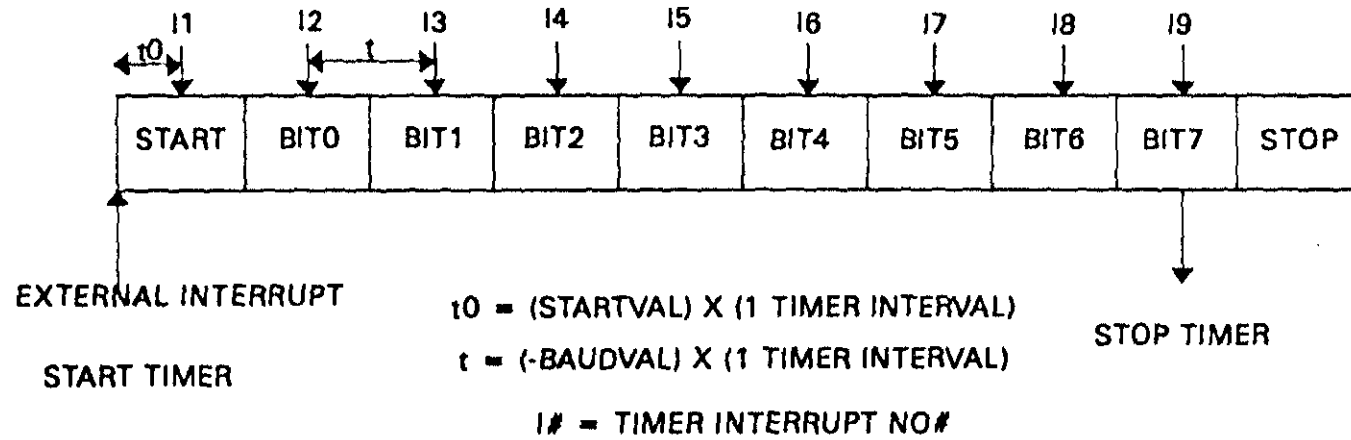 I1 I2 I3 I4 I5 I6 I7 I8 I9
t0 t
START BIT0 BIT1 BIT2 BIT3 BIT4 BIT5 BIT6 BIT7 STOP
EXTERNAL INTERRUPT
START TIMER
t0 = (STARTVAL) X (1 TIMER INTERVAL)
t = (-BAUDVAL) X (1 TIMER INTERVAL)
I# = TIMER INTERRUPT NO#
STOP TIMER